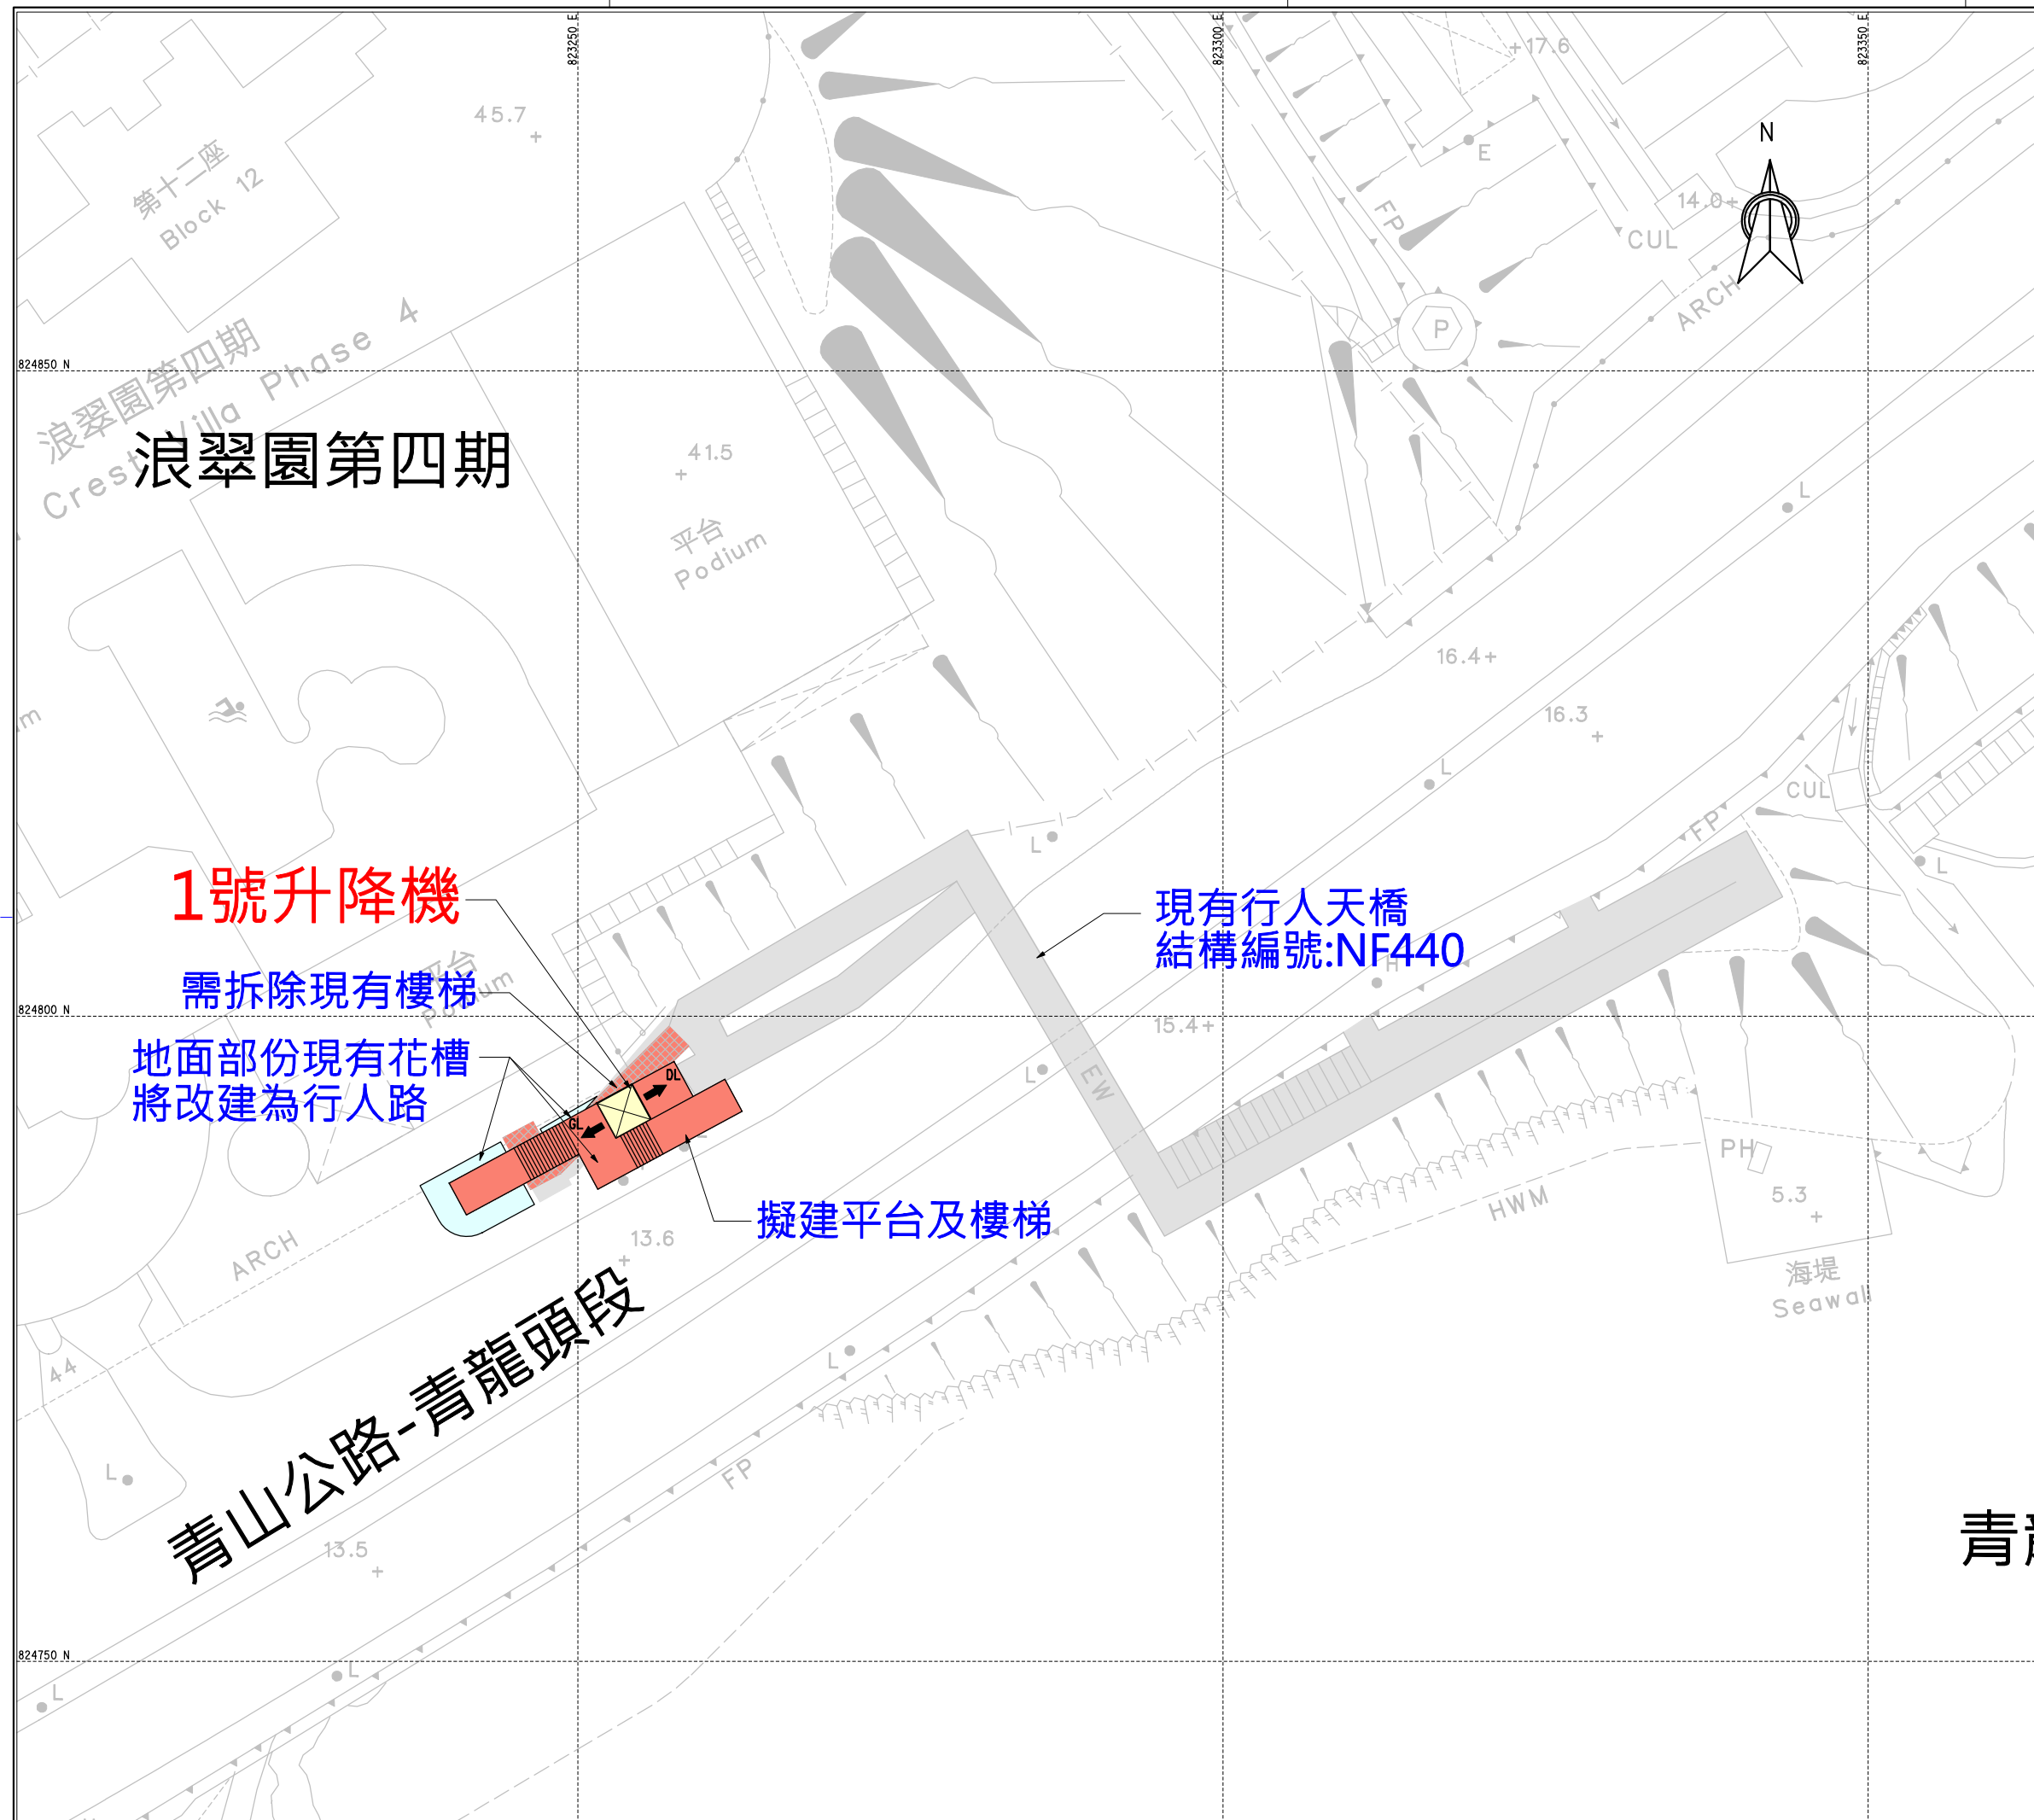 823250 E
823300 E
823350 E
+17.6
45.7
N
E
第十二座
Block 12
FP
14.0+
CUL
ARCH
P
824850 N
浪翠園第四期
Crest Villa Phase 4
浪翠園第四期
41.5
平台
Podium
L
16.4+
16.3
L
CUL
FP
L
L
1號升降機
現有行人天橋
結構編號:NF440
平台
Podium
需拆除現有樓梯
H
824800 N
15.4+
地面部份現有花槽
將改建為行人路
DL
L
EW
GL
L
PH
5.3
擬建平台及樓梯
HWM
13.6
ARCH
海堤
Seawall
青山公路-青龍頭段
L
44
L
FP
13.5
824750 N
L
L